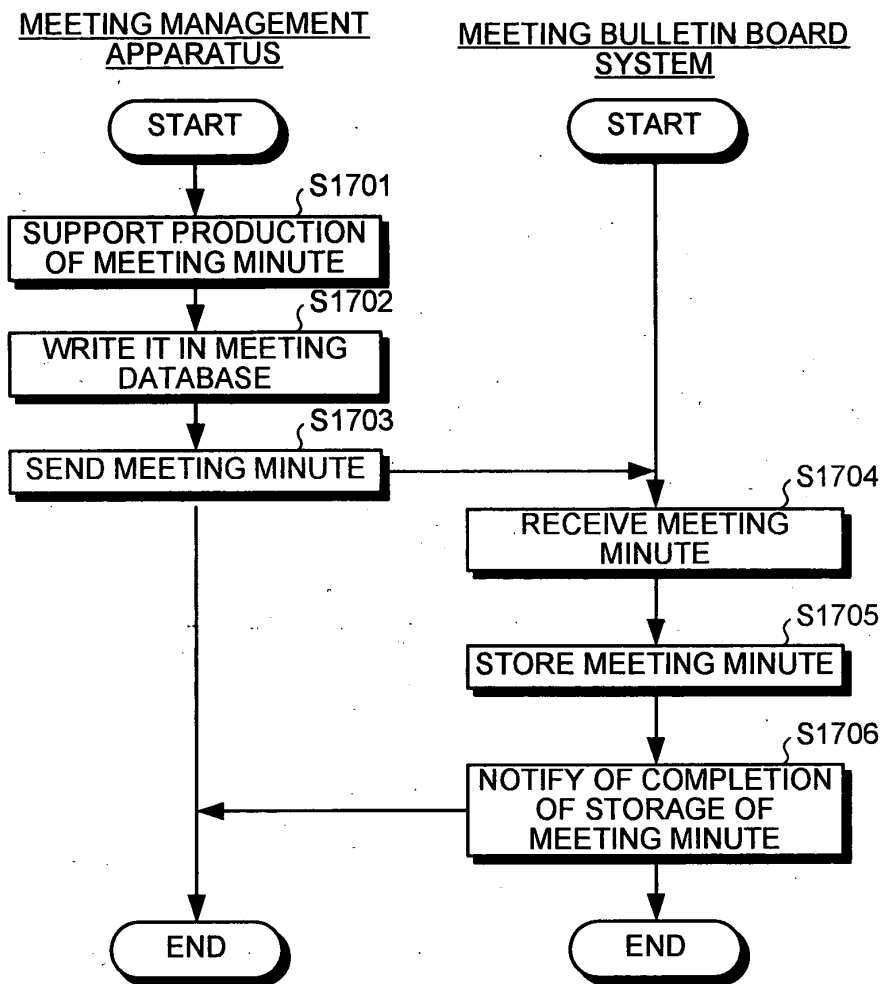 MEETING MANAGEMENT
APPARATUS
MEETING BULLETIN BOARD
SYSTEM
START
START
S1701
SUPPORT PRODUCTION
OF MEETING MINUTE
S1702
WRITE IT IN MEETING
DATABASE
S1703
SEND MEETING MINUTE
S1704
RECEIVE MEETING
MINUTE
S1705
STORE MEETING MINUTE
S1706
NOTIFY OF COMPLETION
OF STORAGE OF
MEETING MINUTE
END
END